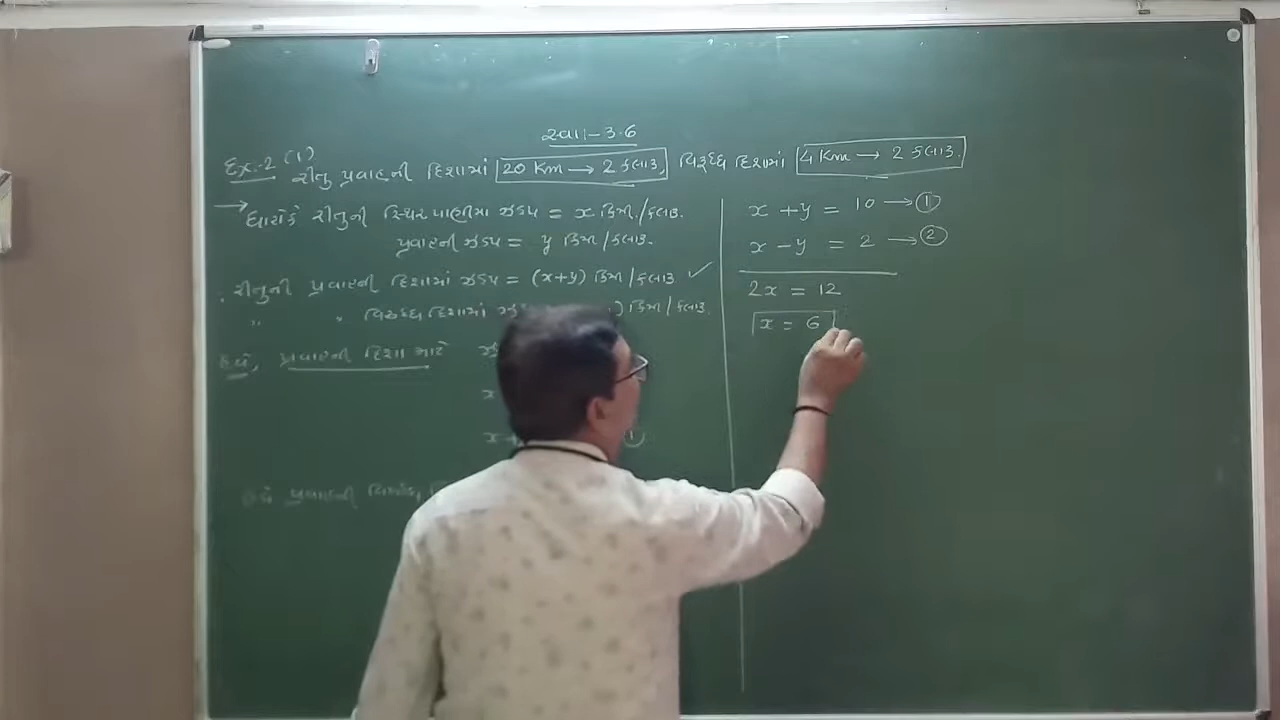 સ્વા।-૩.6
Ex:-2 (1) રીતુ પ્રવાહની દિશામાં 20 Km → 2 કલાક, વિરૂધ્ધ દિશામાં 4 Km → 2 કલાક.
→ ધારોકે રીતુની સ્થિર પાણીમાં ઝડપ = x કિમી./કલાક.
પ્રવાહની ઝડપ = y કિમી/કલાક.
. રીતુની પ્રવાહની દિશામાં ઝડપ = (x+y) કિમી/કલાક ✓
" " વિરુધ્ધ દિશામાં ) કિમી/કલાક.
હવે, પ્રવાહની દિશા માટે
x
x+ 1
હવે પ્રવાહની
x + y = 10 → ①
x - y = 2 → ②
2x = 12
x = 6